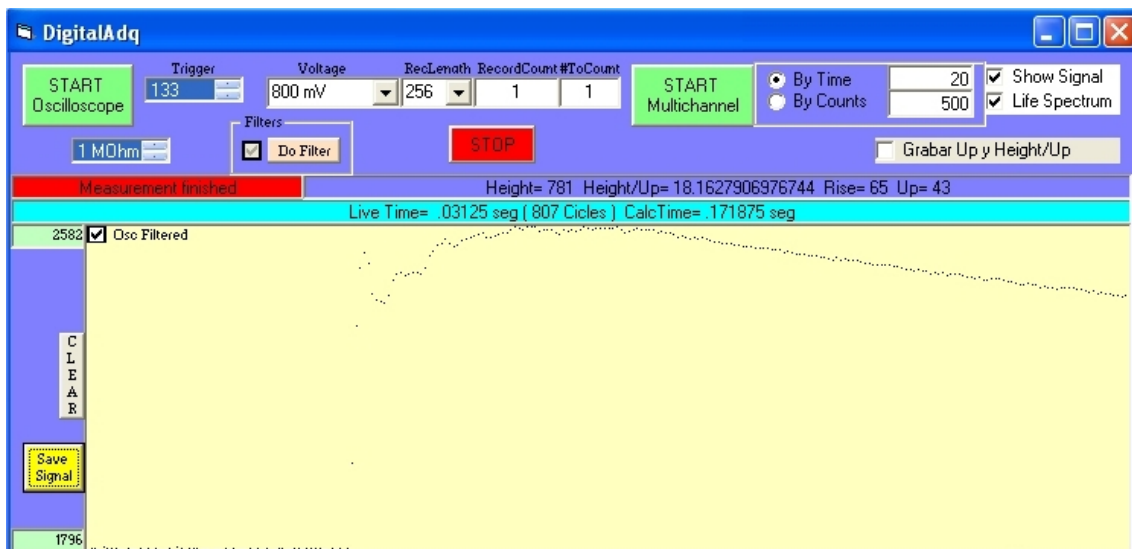 DigitalAdq
START
Oscilloscope
Trigger
133
Voltage
800 mV
RecLength
256
RecordCount
1
#ToCount
1
START
Multichannel
By Time
20
By Counts
500
Show Signal
Life Spectrum
1 MOhm
Filters
Do Filter
STOP
Grabar Up y Height/Up
Measurement finished
Height= 781 Height/Up= 18.1627906976744 Rise= 65 Up= 43
Live Time= .03125 seg ( 807 Cicles ) CalcTime= .171875 seg
2582
Osc Filtered
C
L
E
A
R
Save
Signal
1796